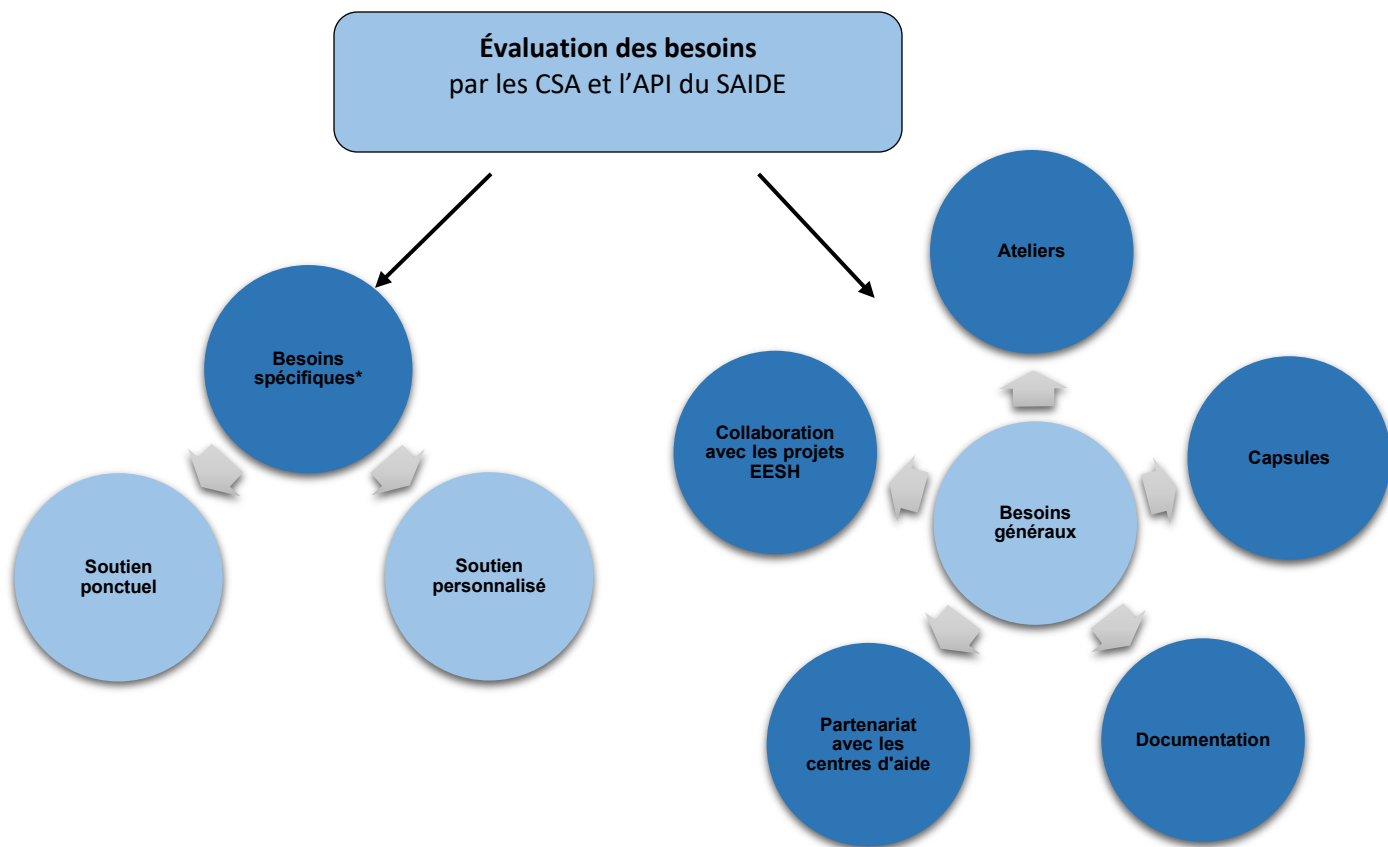 Évaluation des besoins
par les CSA et l’API du SAIDE
Ateliers
Besoins
spécifiques*
Collaboration
avec les projets
EESH
Capsules
Besoins
généraux
Soutien
ponctuel
Soutien
personnalisé
Partenariat
avec les
centres d'aide
Documentation